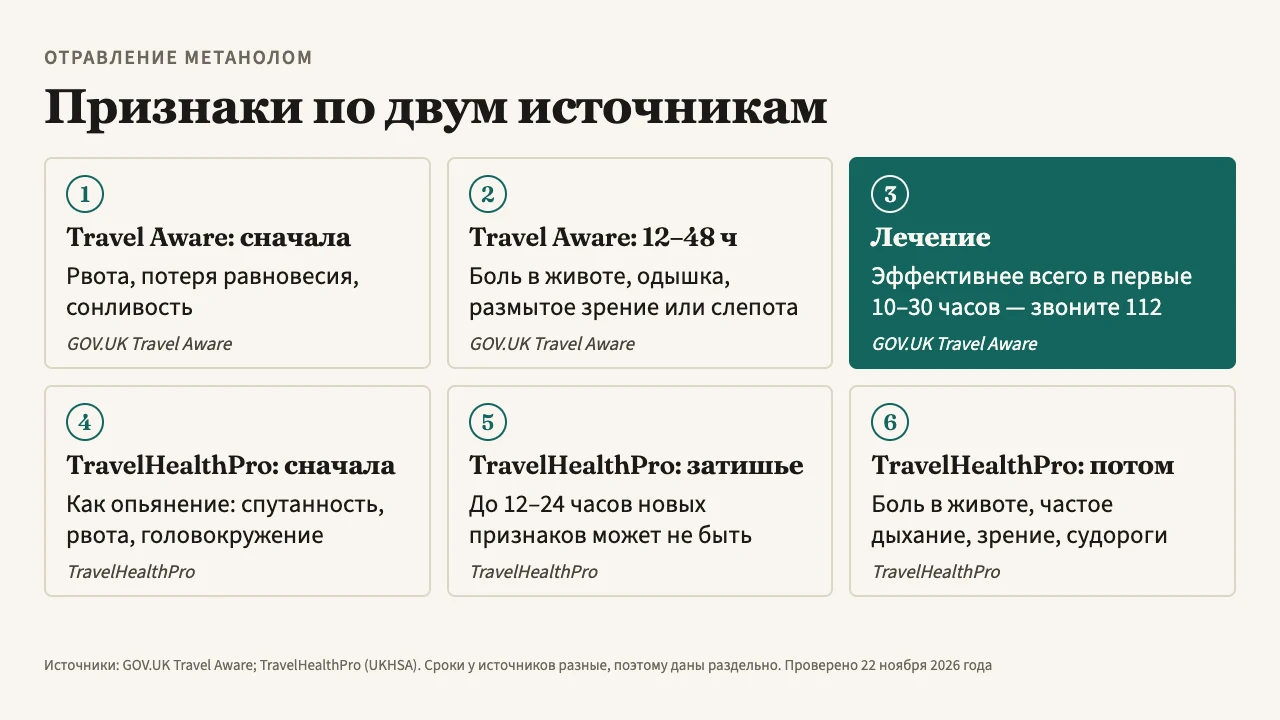 ОТРАВЛЕНИЕ МЕТАНОЛОМ
Признаки по двум источникам
1
Travel Aware: сначала
Рвота, потеря равновесия,
сонливость
GOV.UK Travel Aware
2
Travel Aware: 12–48 ч
Боль в животе, одышка,
размытое зрение или слепота
GOV.UK Travel Aware
3
Лечение
Эффективнее всего в первые
10–30 часов — звоните 112
GOV.UK Travel Aware
4
TravelHealthPro: сначала
Как опьянение: спутанность,
рвота, головокружение
TravelHealthPro
5
TravelHealthPro: затишье
До 12–24 часов новых
признаков может не быть
TravelHealthPro
6
TravelHealthPro: потом
Боль в животе, частое
дыхание, зрение, судороги
TravelHealthPro
Источники: GOV.UK Travel Aware; TravelHealthPro (UKHSA). Сроки у источников разные, поэтому даны раздельно. Проверено 22 ноября 2026 года